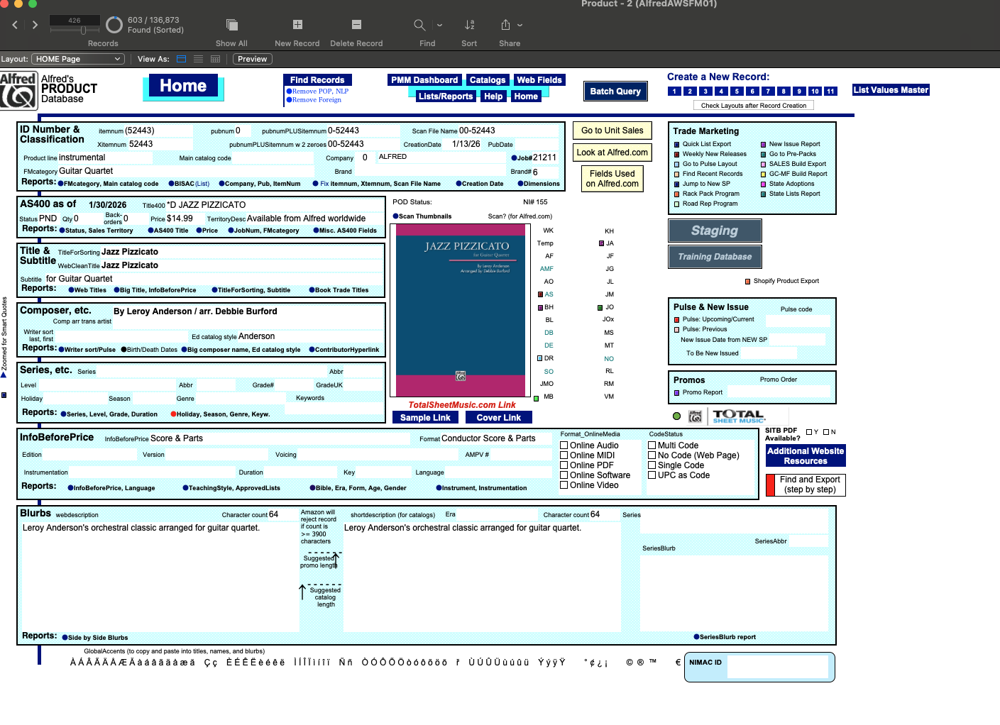 Product - 2 (AlfredAWSFM01)
426
603 / 136,873
Found (Sorted)
Records
Show All
New Record
Delete Record
Find
Sort
Share
Layout:
HOME Page
View As:
Preview
Alfred
Alfred's
PRODUCT
Database
Home
Find Records
Remove POP, NLP
Remove Foreign
PMM Dashboard
Catalogs
Web Fields
Lists/Reports
Help
Home
Batch Query
Create a New Record:
1 2 3 4 5 6 7 8 9 10 11
Check Layouts after Record Creation
List Values Master
ID Number &
Classification
itemnum (52443)
pubnum 0
pubnumPLUSitemnum 0-52443
Scan File Name 00-52443
Xitemnum 52443
pubnumPLUSitemnum w 2 zeroes 00-52443
CreationDate 1/13/26
PubDate
Product line instrumental
Main catalog code
Company 0 ALFRED
Job# 21211
FMcategory Guitar Quartet
Brand
Brand# 6
Reports: FMcategory, Main catalog code
BISAC (List)
Company, Pub, ItemNum
Fix itemnum, Xtemnum, Scan File Name
Creation Date
Dimensions
Go to Unit Sales
Look at Alfred.com
Fields Used
on Alfred.com
Trade Marketing
Quick List Export
New Issue Report
Weekly New Releases
Go to Pre-Packs
Go to Pulse Layout
SALES Build Export
Find Recent Records
GC-MF Build Report
Jump to New SP
State Adoptions
Rack Pack Program
State Lists Report
Road Rep Program
AS400 as of 1/30/2026
Title400 *D JAZZ PIZZICATO
Status PND
Qty 0
Back-
orders 0
Price $14.99
TerritoryDesc Available from Alfred worldwide
Reports: Status, Sales Territory
AS400 Title
Price
JobNum, FMcategory
Misc. AS400 Fields
POD Status:
NI# 155
Scan Thumbnails
Scan? (for Alfred.com)
JAZZ PIZZICATO
for Guitar Quartet
By Leroy Anderson
Arranged by Debbie Burford
WK KH
Temp JA
AF JF
AMF JG
AO JL
AS JM
BH JO
BL JOx
DB MS
DE MT
DR NO
SO RL
JMO RM
MB VM
Staging
Training Database
Shopify Product Export
Title &
Subtitle
TitleForSorting Jazz Pizzicato
WebCleanTitle Jazz Pizzicato
Subtitle for Guitar Quartet
Reports: Web Titles
Big Title, InfoBeforePrice
TitleForSorting, Subtitle
Book Trade Titles
Zoomed for Smart Quotes
Composer, etc. By Leroy Anderson / arr. Debbie Burford
Comp arr trans artist
Writer sort
last, first
Ed catalog style Anderson
Reports: Writer sort/Pulse
Birth/Death Dates
Big composer name, Ed catalog style
ContributorHyperlink
Pulse & New Issue
Pulse code
Pulse: Upcoming/Current
Pulse: Previous
New Issue Date from NEW SP
To Be New Issued
Series, etc. Series
Abbr
Level
Abbr
Grade#
GradeUK
Holiday
Season
Genre
Keywords
Reports: Series, Level, Grade, Duration
Holiday, Season, Genre, Keyw.
TotalSheetMusic.com Link
Sample Link
Cover Link
Promos
Promo Order
Promo Report
TOTAL
SHEET MUSIC
InfoBeforePrice
InfoBeforePrice Score & Parts
Format Conductor Score & Parts
Edition
Version
Voicing
AMPV #
Instrumentation
Duration
Key
Language
Reports: InfoBeforePrice, Language
TeachingStyle, ApprovedLists
Bible, Era, Form, Age, Gender
Instrument, Instrumentation
Format_OnlineMedia
Online Audio
Online MIDI
Online PDF
Online Software
Online Video
CodeStatus
Multi Code
No Code (Web Page)
Single Code
UPC as Code
SITB PDF
Available?
Y N
Additional Website
Resources
Find and Export
(step by step)
Blurbs webdescription
Character count 64
Leroy Anderson's orchestral classic arranged for guitar quartet.
Amazon will
reject record
if count is
>= 3900
characters
Suggested
promo length
Suggested
catalog
length
shortdescription (for catalogs)
Era
Character count 64
Leroy Anderson's orchestral classic arranged for guitar quartet.
Series
SeriesAbbr
SeriesBlurb
Reports: Side by Side Blurbs
SeriesBlurb report
GlobalAccents (to copy and paste into titles, names, and blurbs)
À Á Â Ã Ä Å Æ Ã à á â ã ä å æ ã Ç ç È É Ê Ë è é ê ë Ì Í Î Ï ì í î ï Ñ ñ Ò Ó Ô Õ Ö ò ó ô õ ö ř Ù Ú Û Ü ù ú û ü Ý ý ÿ Ÿ ° ¢ ¿ ¡ © ® ™ €
NIMAC ID